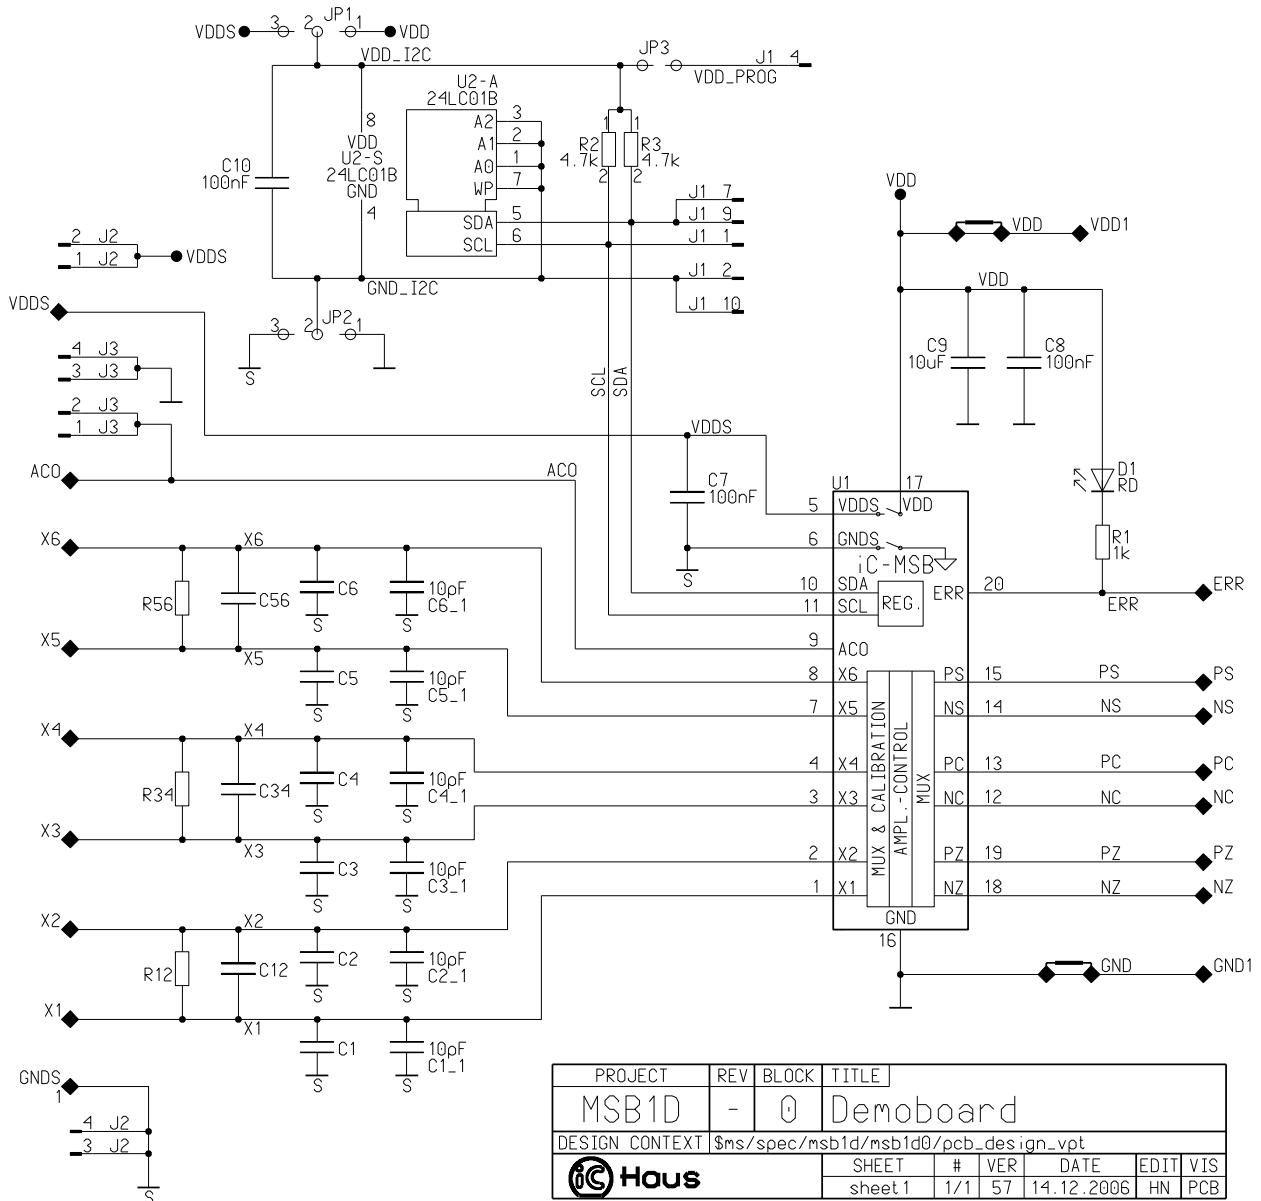 3 2 JP1 1
VDDS VDD
VDD_I2C
JP3 J1 4
VDD_PROG
U2-A
24LC01B
A2 3
A1 2
A0 1
WP 7
SDA 5
SCL 6
8
VDD
U2-S
24LC01B
GND
4
C10
100nF
1 1
R2 R3
4.7k 4.7k
2 2
J1 7
J1 9
J1 1
J1 2
J1 10
GND_I2C
3 2 JP2 1
S
2 J2
1 J2
VDDS
VDDS
4 J3
3 J3
2 J3
1 J3
SCL SDA
VDD
VDD VDD1
VDD
C9
10uF
C8
100nF
D1
RD
R1
1k
VDDS
C7
100nF
S
ACO ACO
U1 17
5 VDDS VDD
6 GNDS
iC-MSB
10 SDA
11 SCL
REG.
ERR 20 ERR
ERR
9 ACO
8 X6
7 X5
4 X4
3 X3
2 X2
1 X1
MUX & CALIBRATION
AMPL.-CONTROL
MUX
PS 15 PS PS
NS 14 NS NS
PC 13 PC PC
NC 12 NC NC
PZ 19 PZ PZ
NZ 18 NZ NZ
GND
16
GND GND1
X6 X6
R56 C56 C6 10pF
C6_1
S S
X5 X5
C5 10pF
C5_1
S S
X4 X4
R34 C34 C4 10pF
C4_1
S S
X3 X3
C3 10pF
C3_1
S S
X2 X2
R12 C12 C2 10pF
C2_1
S S
X1 X1
C1 10pF
C1_1
S S
GNDS
1
4 J2
3 J2
S
PROJECT REV BLOCK TITLE
MSB1D - 0 Demoboard
DESIGN CONTEXT $ms/spec/msb1d/msb1d0/pcb_design_vpt
iC Haus
SHEET # VER DATE EDIT VIS
sheet1 1/1 57 14.12.2006 HN PCB